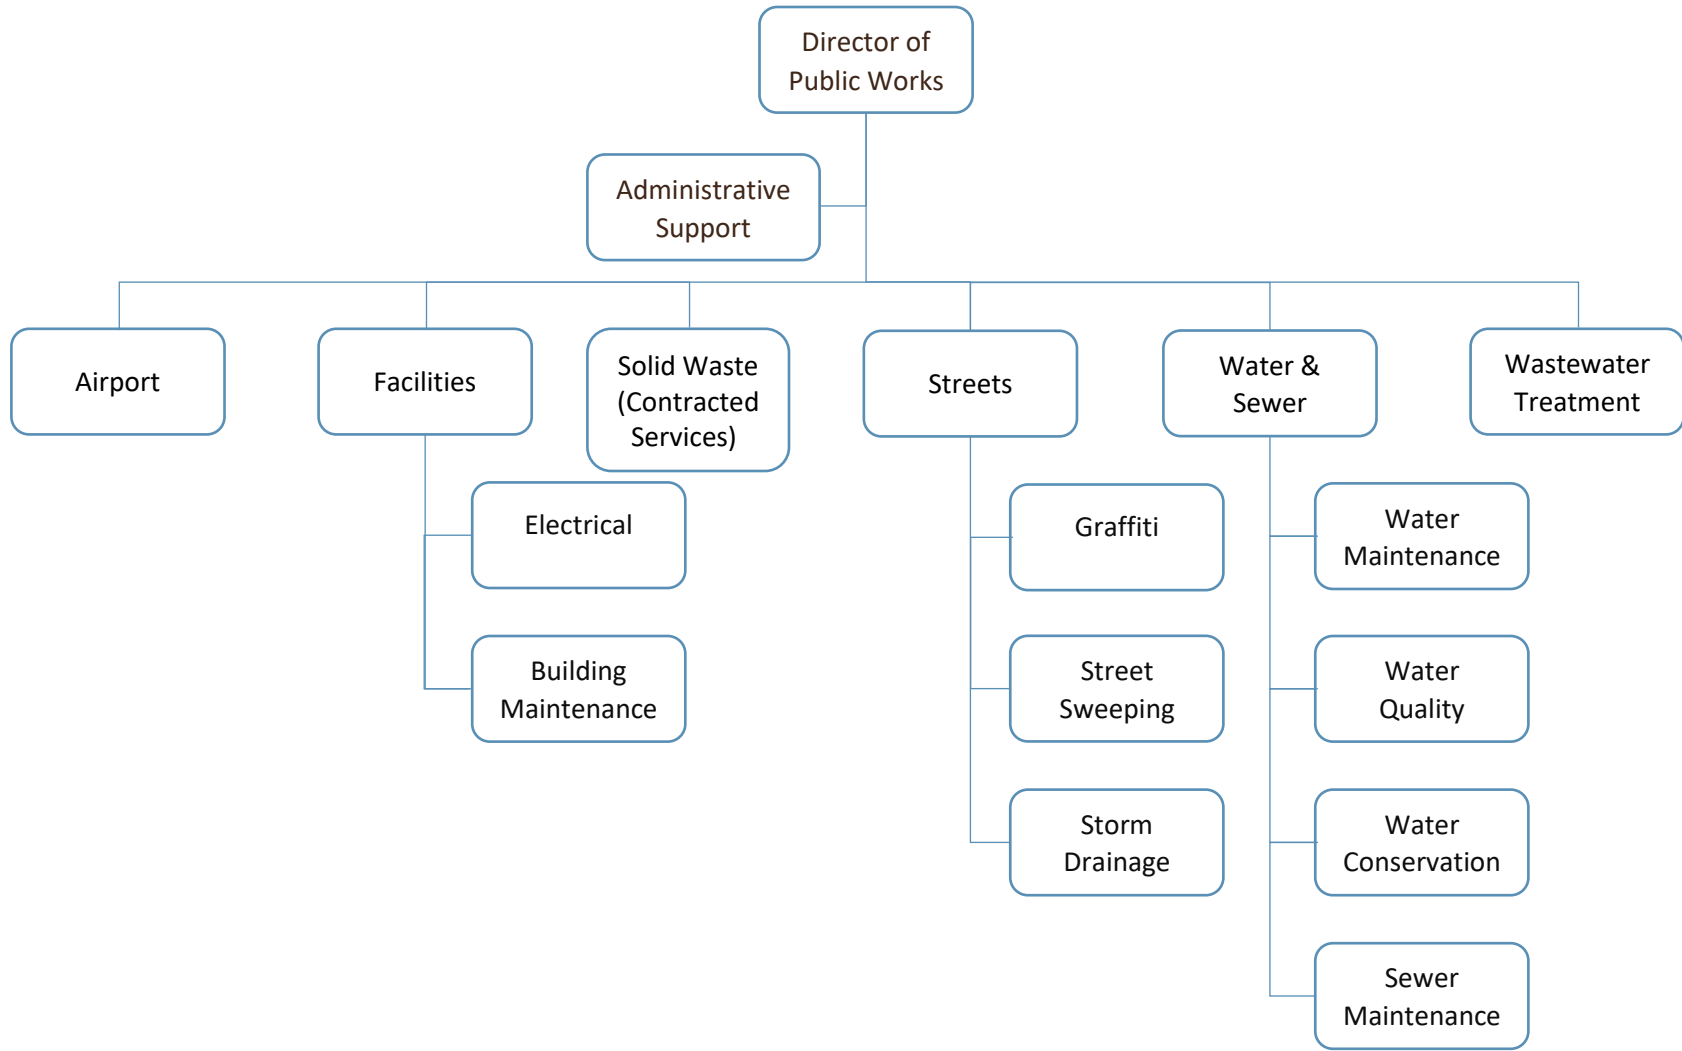 Director of
Public Works
Administrative
Support
Airport
Facilities
Solid Waste
(Contracted
Services)
Streets
Water &
Sewer
Wastewater
Treatment
Electrical
Building
Maintenance
Graffiti
Street
Sweeping
Storm
Drainage
Water
Maintenance
Water
Quality
Water
Conservation
Sewer
Maintenance